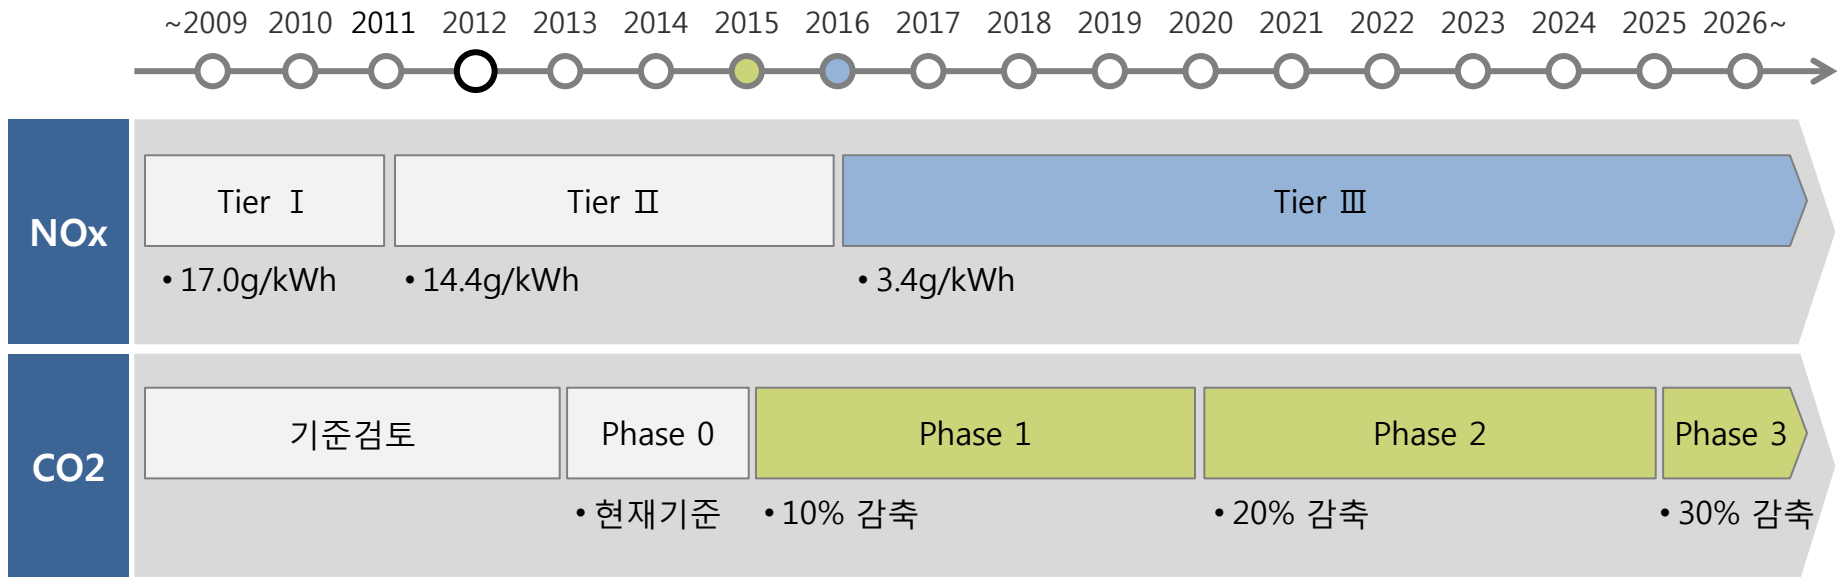 ~2009 2010 2011 2012 2013 2014 2015 2016 2017 2018 2019 2020 2021 2022 2023 2024 2025 2026~
NOx
Tier Ⅰ Tier Ⅱ Tier Ⅲ
• 17.0g/kWh • 14.4g/kWh • 3.4g/kWh
CO2
기준검토 Phase 0 Phase 1 Phase 2 Phase 3
• 현재기준 • 10% 감축 • 20% 감축 • 30% 감축